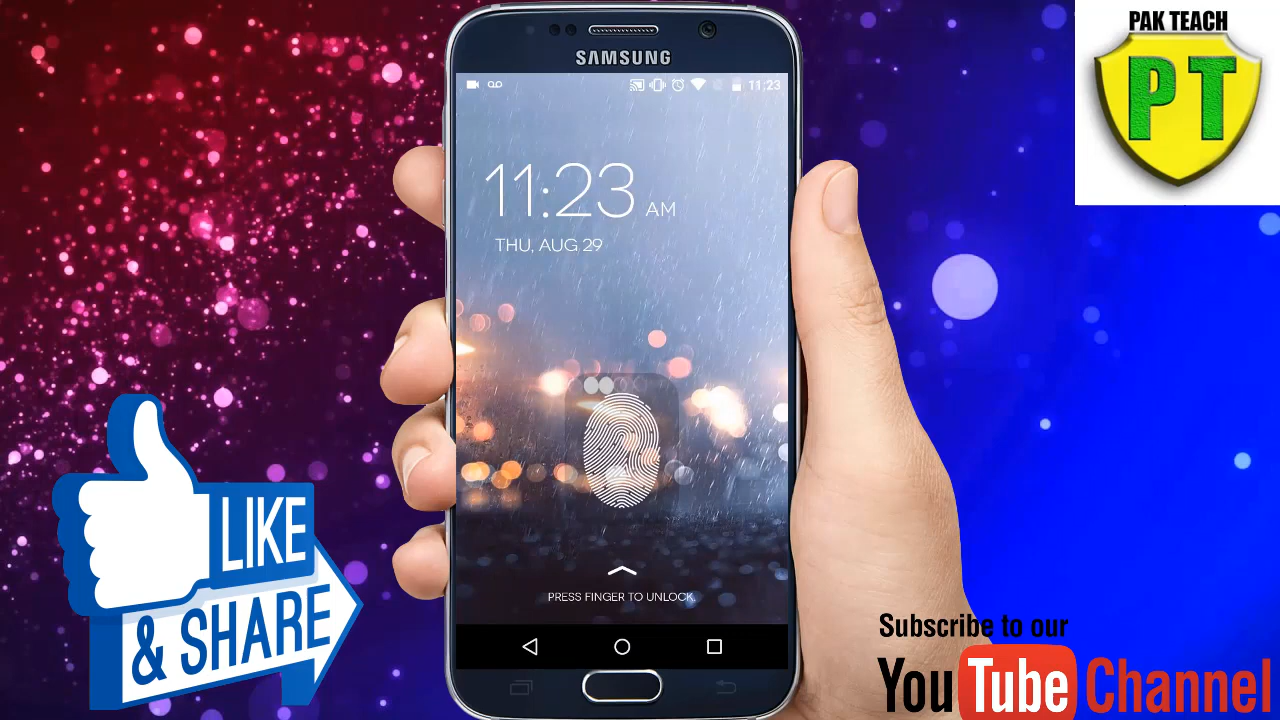 PAK TEACH
PT
SAMSUNG
11:23
11:23 AM
THU, AUG 29
PRESS FINGER TO UNLOCK.
LIKE
& SHARE
Subscribe to our
YouTube Channel